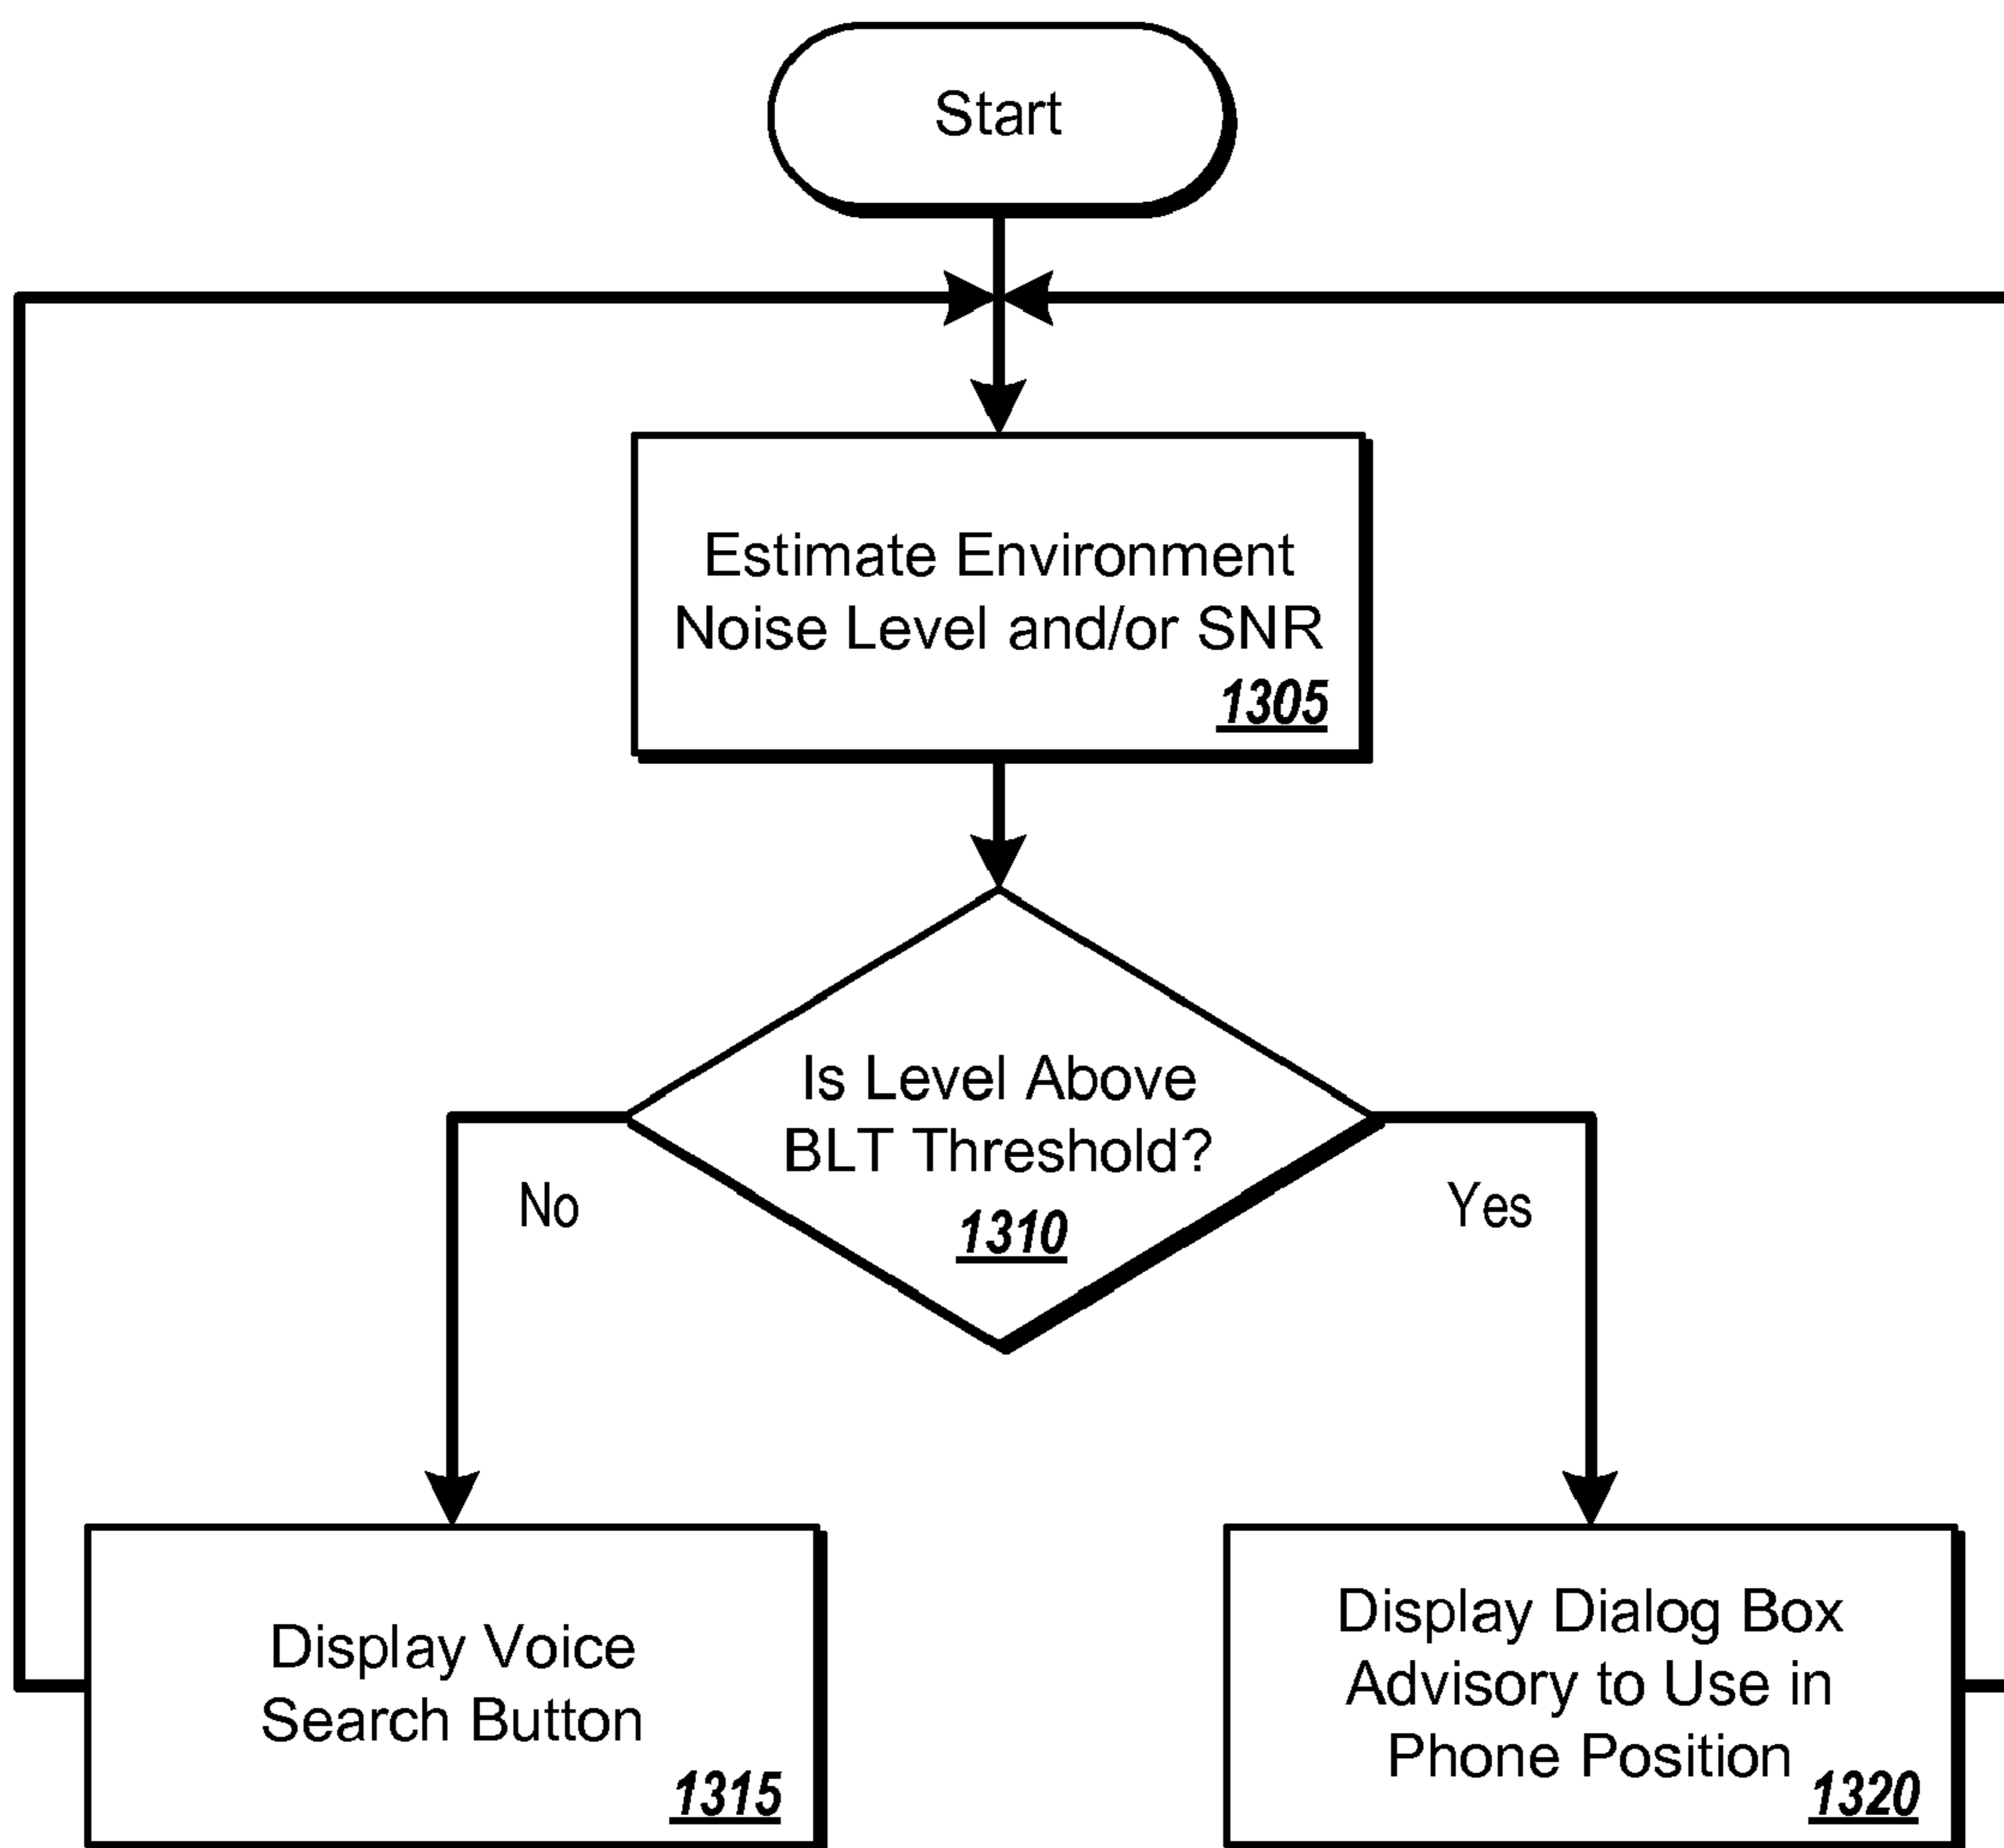 Start
Estimate Environment
Noise Level and/or SNR
1305
Is Level Above
BLT Threshold?
1310
No
Yes
Display Voice
Search Button
1315
Display Dialog Box
Advisory to Use in
Phone Position
1320